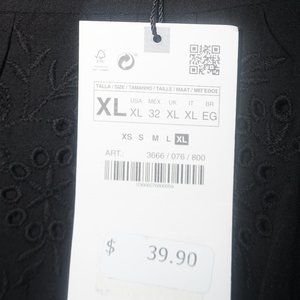 TALLA / SIZE / TAMANHO / TAILLE / MAAT / ΜΕΓΕΘΟΣ
XL
USA MEX UK IT BR
XL 32 XL XL EG
XS S M L XL
ART.: 3666 / 076 / 800
$ 39.90